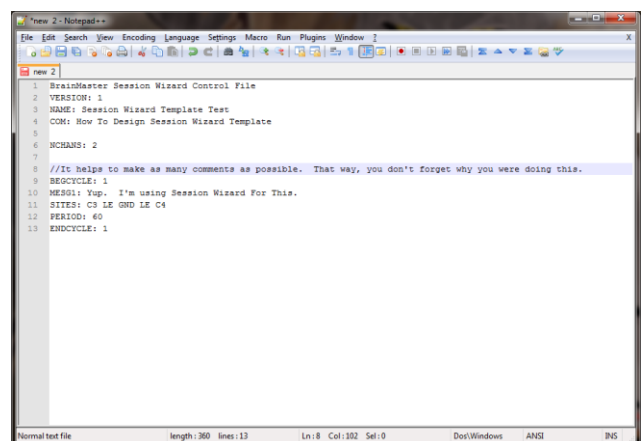 *new 2 - Notepad++
File Edit Search View Encoding Language Settings Macro Run Plugins Window ? X
new 2
1 BrainMaster Session Wizard Control File
2 VERSION: 1
3 NAME: Session Wizard Template Test
4 COM: How To Design Session Wizard Template
5
6 NCHANS: 2
7
8 //It helps to make as many comments as possible. That way, you don't forget why you were doing this.
9 BEGCYCLE: 1
10 MESG1: Yup. I'm using Session Wizard For This.
11 SITES: C3 LE GND LE C4
12 PERIOD: 60
13 ENDCYCLE: 1
Normal text file length : 360 lines : 13 Ln : 8 Col : 102 Sel : 0 Dos\Windows ANSI INS